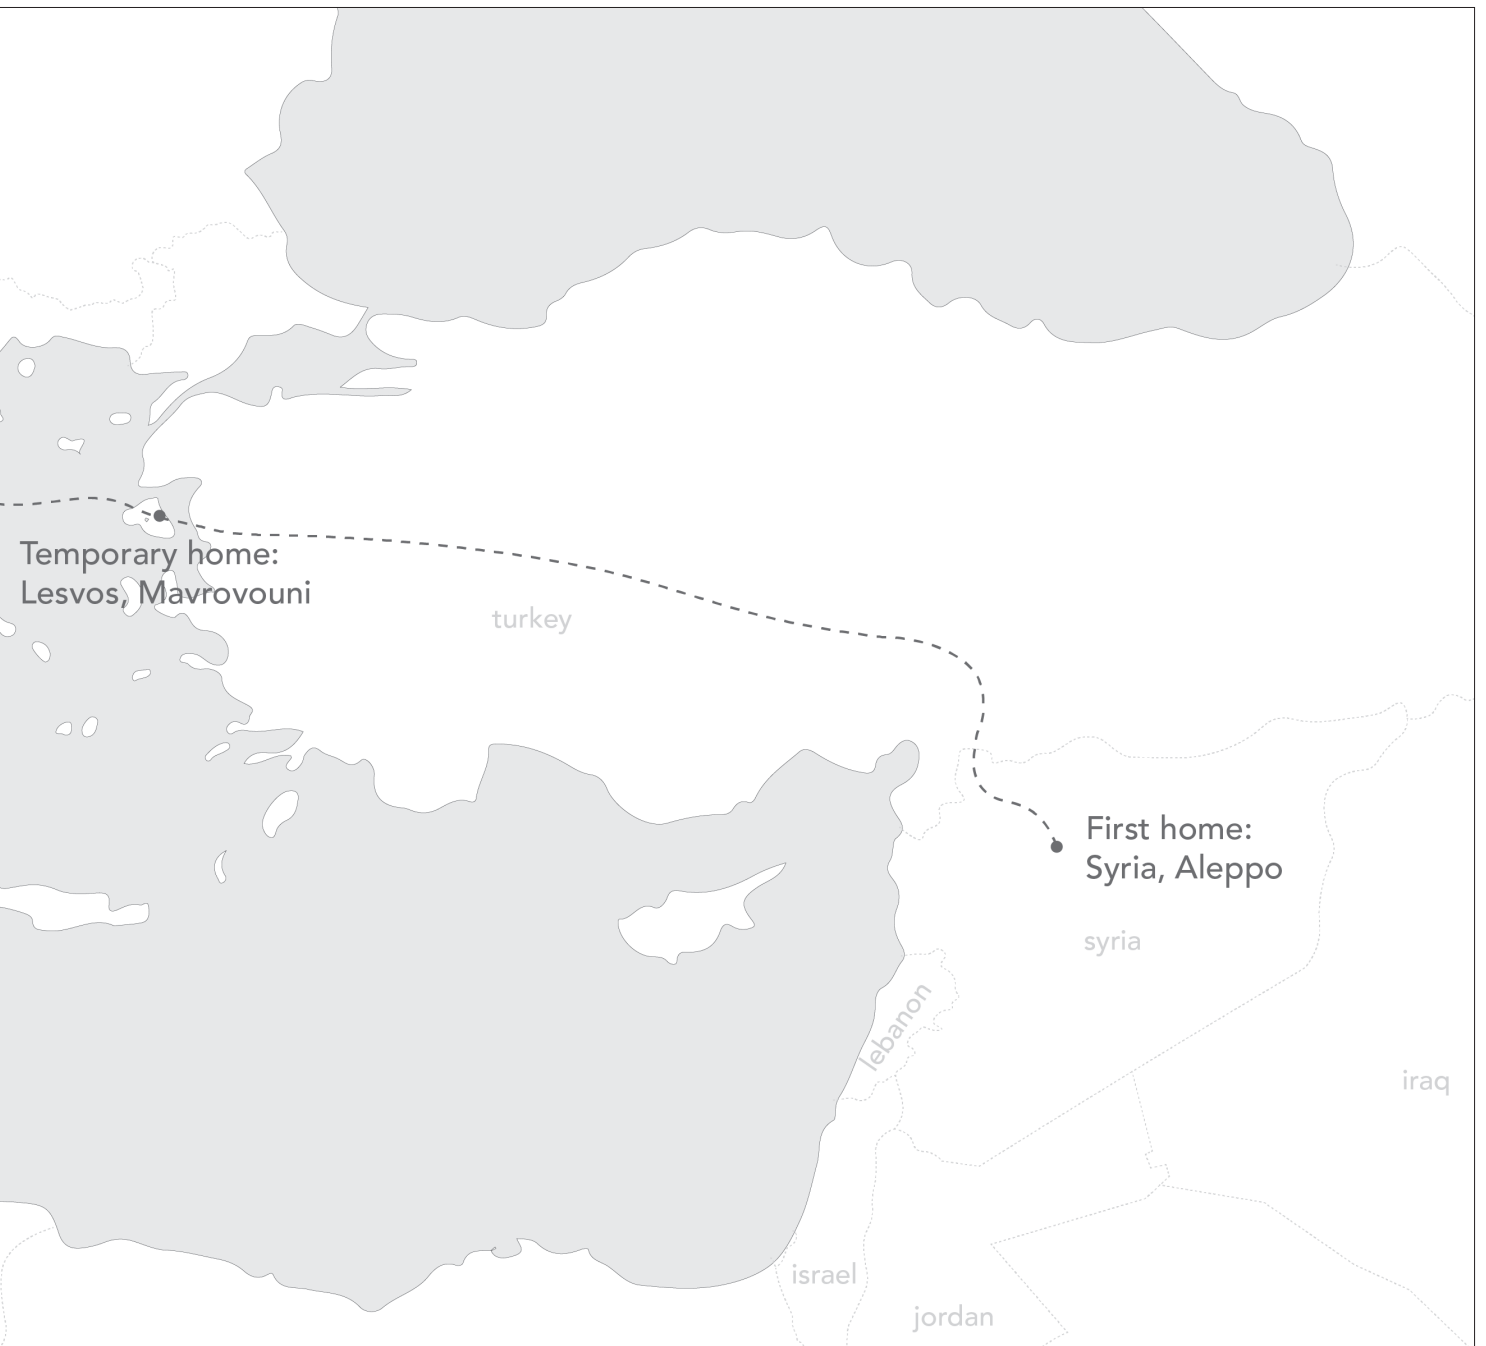 Temporary home:
Lesvos, Mavrovouni
turkey
First home:
Syria, Aleppo
syria
lebanon
iraq
israel
jordan